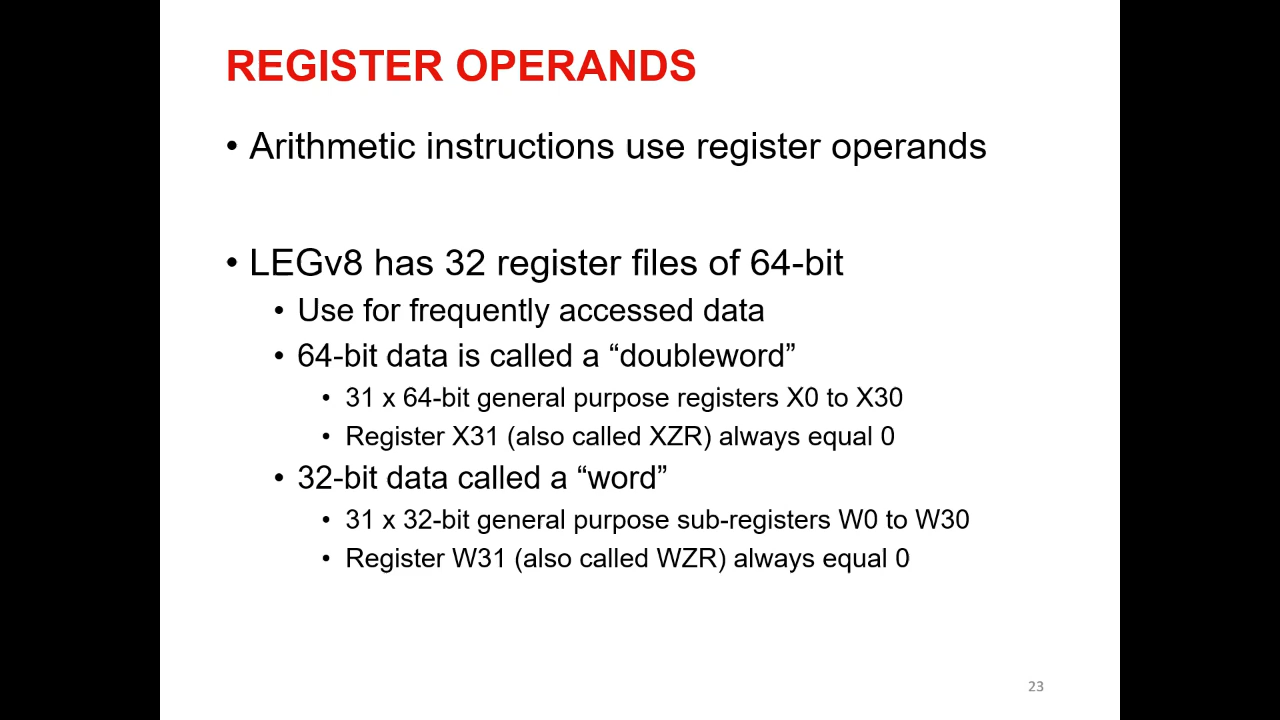 REGISTER OPERANDS
• Arithmetic instructions use register operands
• LEGv8 has 32 register files of 64-bit
• Use for frequently accessed data
• 64-bit data is called a “doubleword”
• 31 x 64-bit general purpose registers X0 to X30
• Register X31 (also called XZR) always equal 0
• 32-bit data called a “word”
• 31 x 32-bit general purpose sub-registers W0 to W30
• Register W31 (also called WZR) always equal 0
23